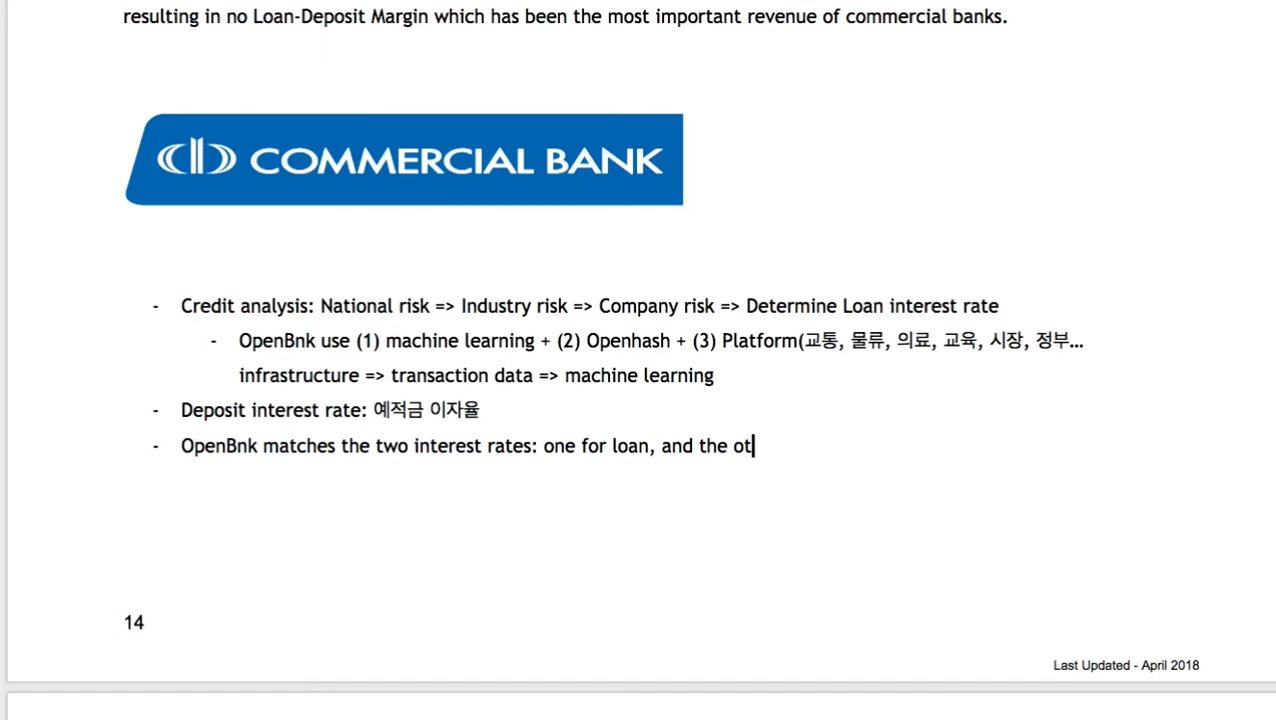 resulting in no Loan-Deposit Margin which has been the most important revenue of commercial banks.
COMMERCIAL BANK
- Credit analysis: National risk => Industry risk => Company risk => Determine Loan interest rate
- OpenBnk use (1) machine learning + (2) Openhash + (3) Platform(교통, 물류, 의료, 교육, 시장, 정부...
infrastructure => transaction data => machine learning
- Deposit interest rate: 예적금 이자율
- OpenBnk matches the two interest rates: one for loan, and the ot
14
Last Updated - April 2018